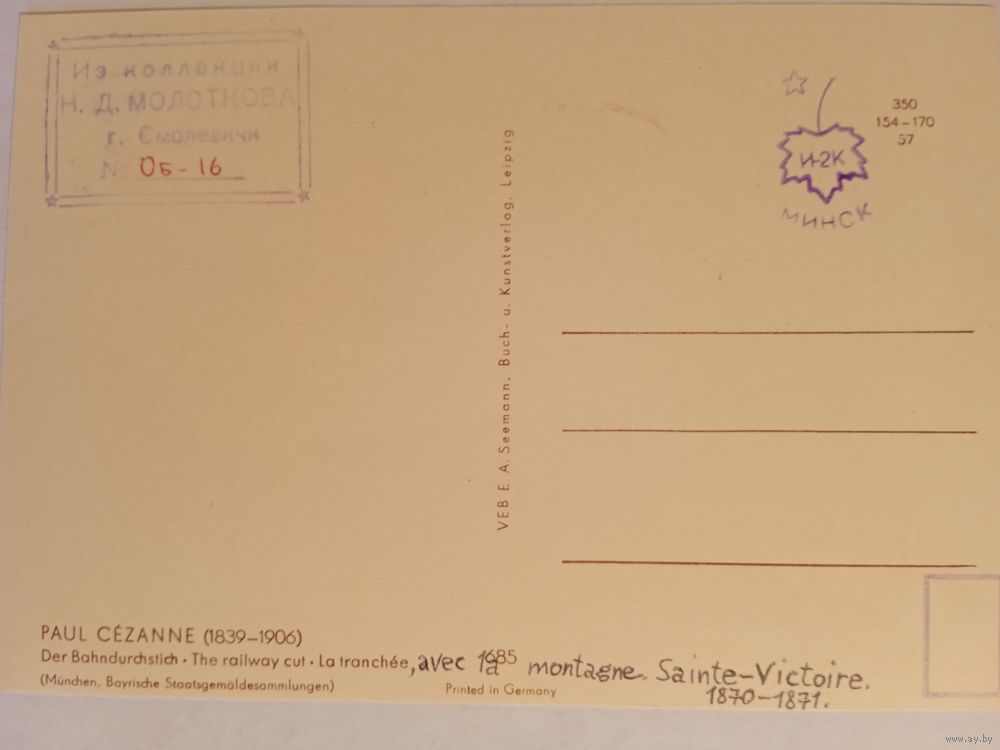 Из коллекции
Н. Д. МОЛОТКОВА
г. Смолевичи
N Об-16
И-2К
МИНСК
350
154-170
57
VEB E. A. Seemann, Buch- u. Kunstverlag, Leipzig
PAUL CÉZANNE (1839-1906)
Der Bahndurchstich · The railway cut · La tranchée, avec la montagne Sainte-Victoire.
1685
1870-1871.
(München, Bayrische Staatsgemäldesammlungen)
Printed in Germany
www.ay.by